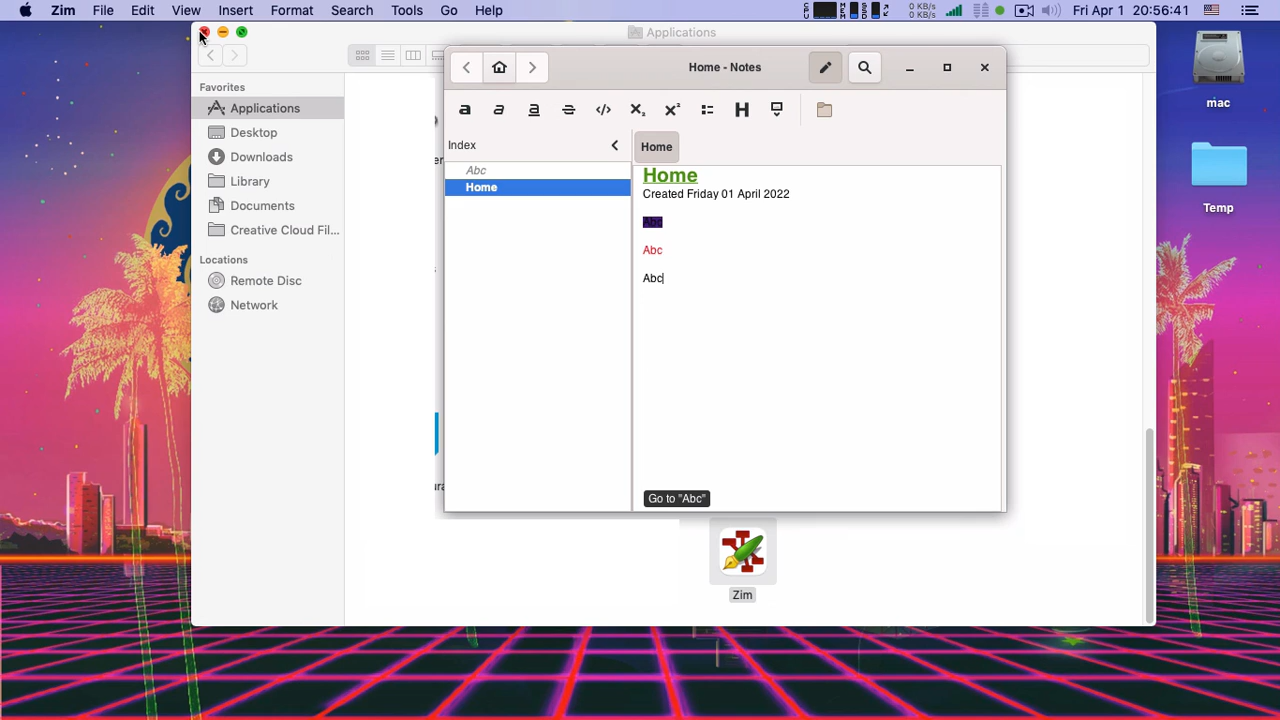 Zim File Edit View Insert Format Search Tools Go Help
0 KB/s
0 KB/s
Fri Apr 1 20:56:41
Applications
Home - Notes
Favorites
Applications
Desktop
Downloads
Library
Documents
Creative Cloud Fil...
Locations
Remote Disc
Network
Index
Abc
Home
Home
Home
Created Friday 01 April 2022
Abc
Abc
Abc
Go to "Abc"
Zim
mac
Temp